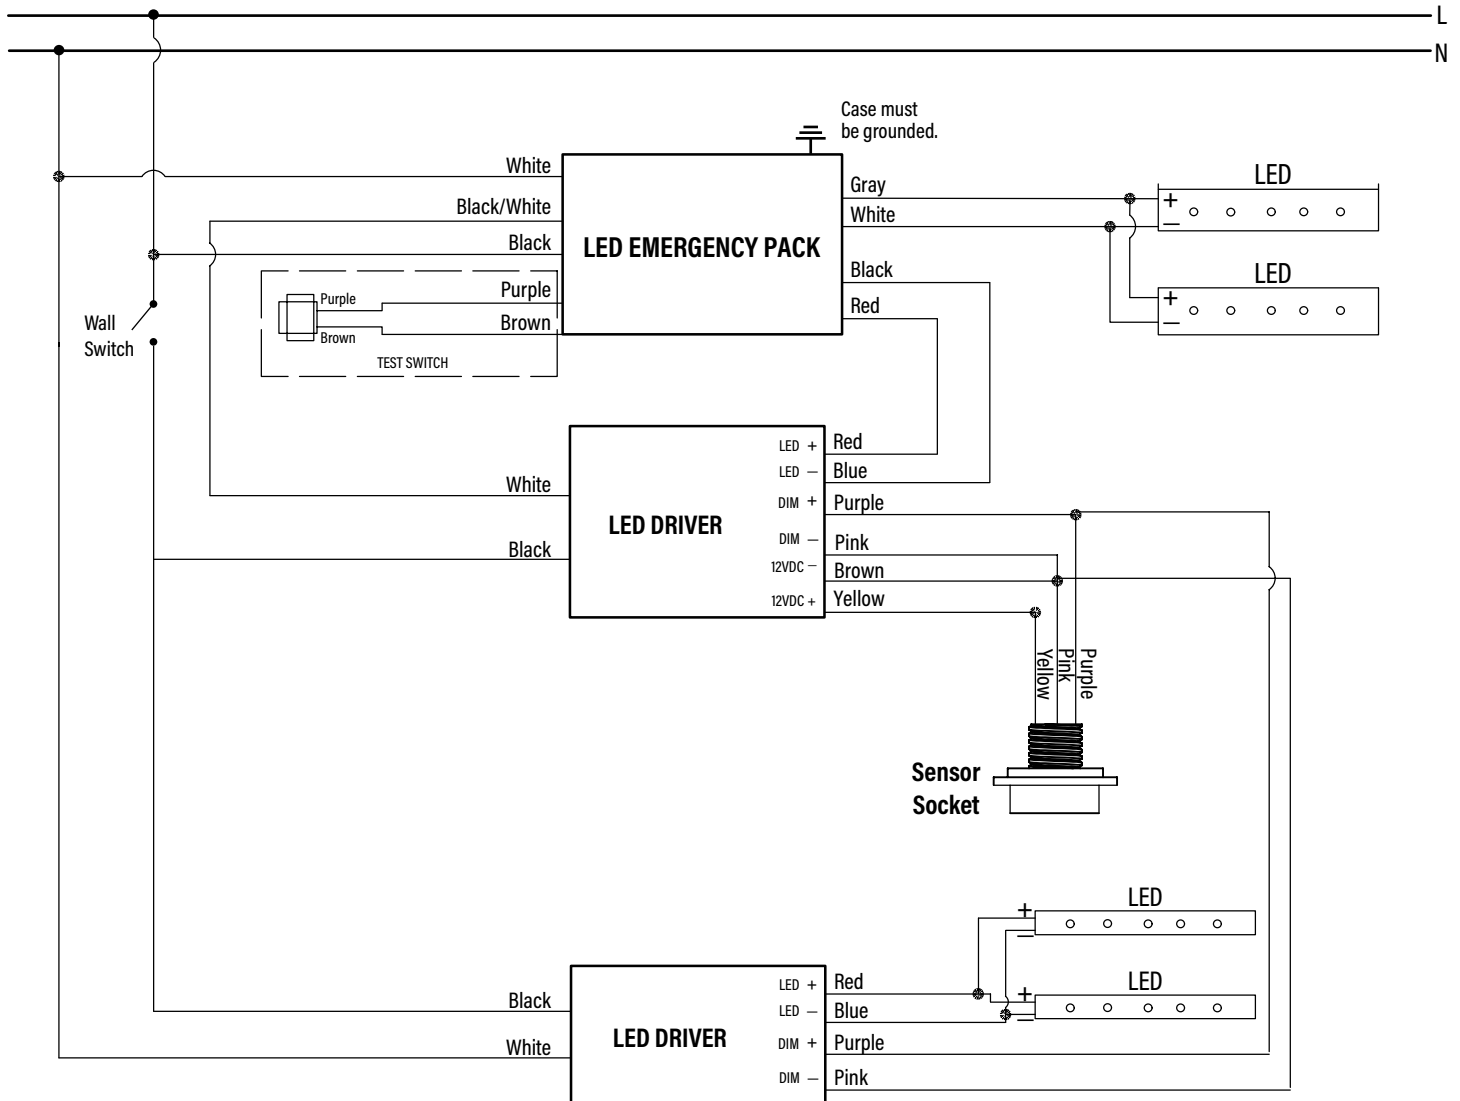 L
N
Case must
be grounded.
White
Black/White
Black
Purple
Brown
Purple
Brown
TEST SWITCH
Wall
Switch
LED EMERGENCY PACK
Gray
White
Black
Red
LED
+
–
LED
+
–
White
Black
LED DRIVER
LED +
LED –
DIM +
DIM –
12VDC –
12VDC +
Red
Blue
Purple
Pink
Brown
Yellow
Yellow
Pink
Purple
Sensor
Socket
LED
+
–
LED
+
–
Black
White
LED DRIVER
LED +
LED –
DIM +
DIM –
Red
Blue
Purple
Pink